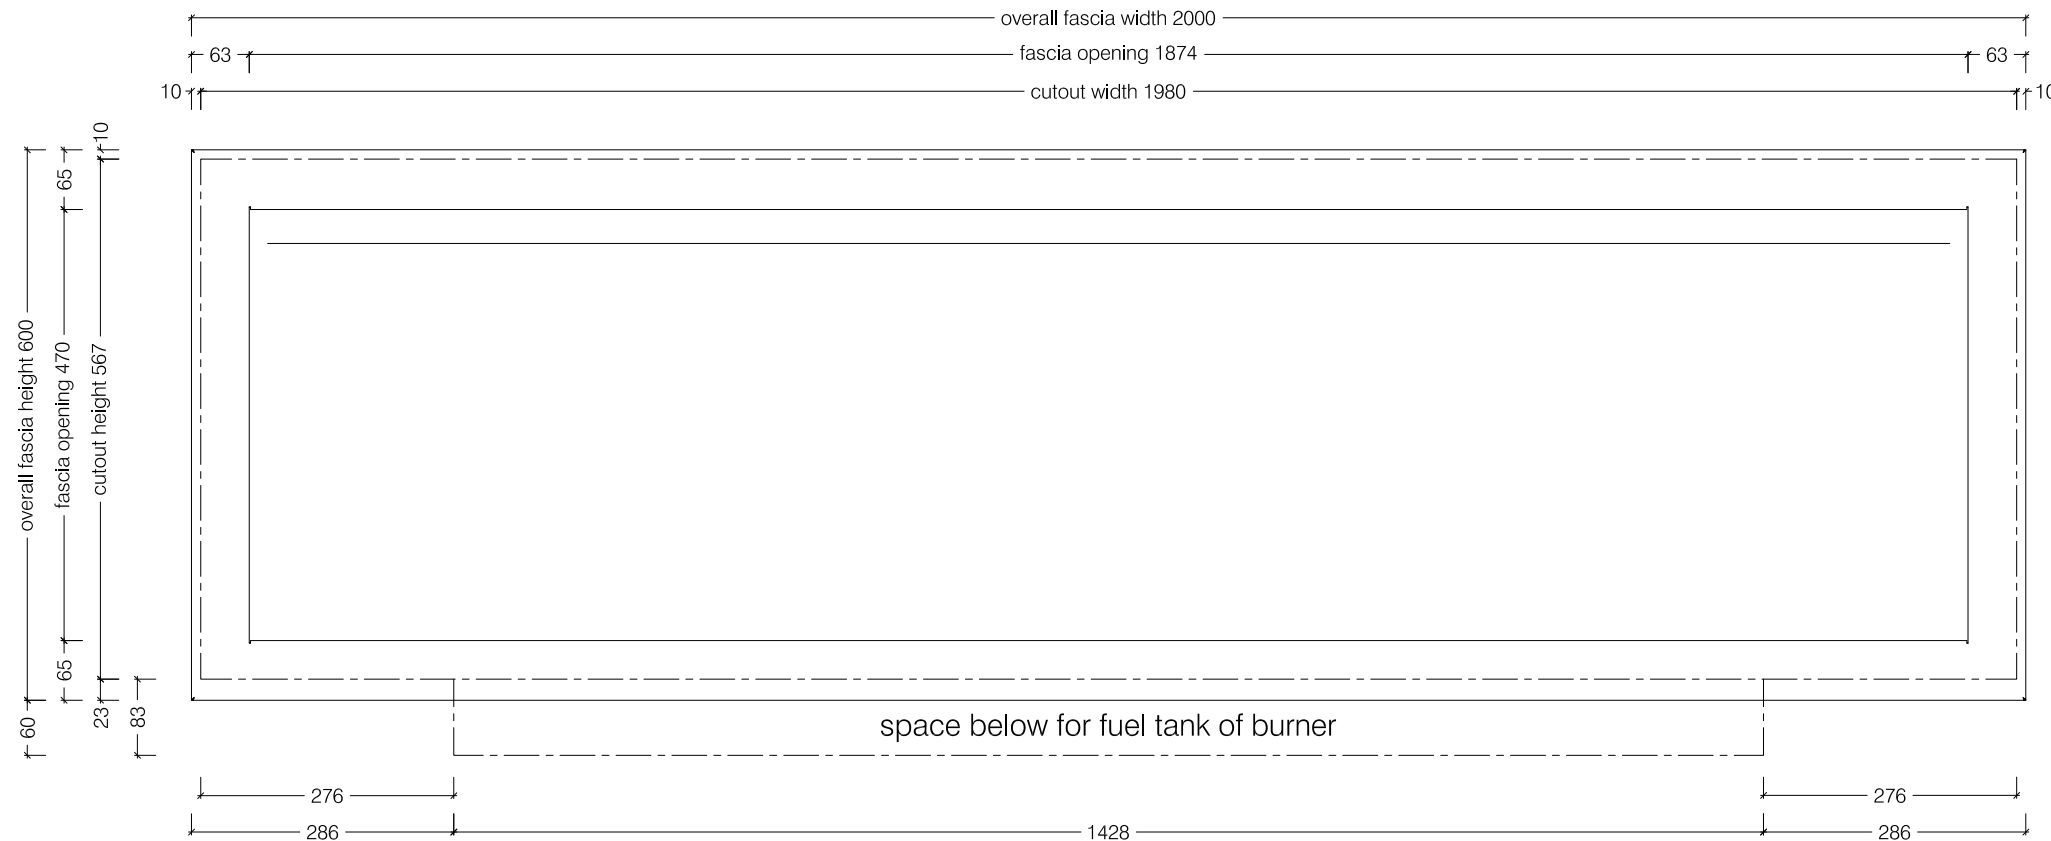 overall fascia width 2000
63
fascia opening 1874
63
10
cutout width 1980
10
10
65
overall fascia height 600
fascia opening 470
cutout height 567
65
60
23
83
space below for fuel tank of burner
276
276
286
1428
286